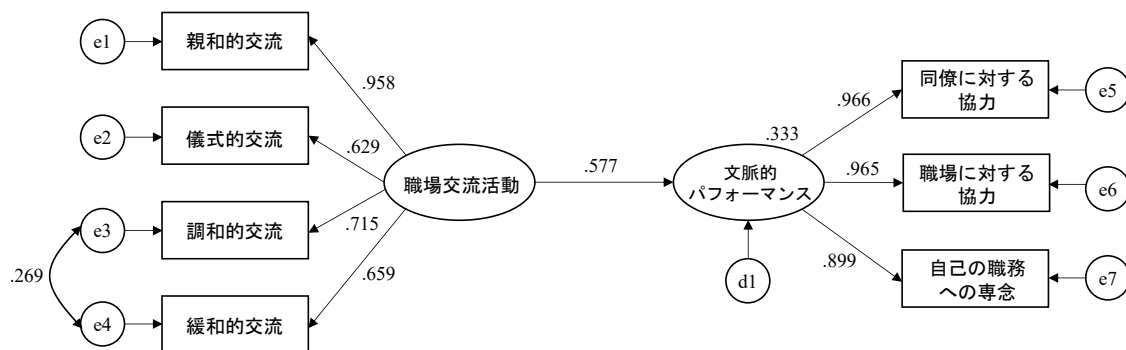 e1
親和的交流
.958
e2
儀式的交流
.629
職場交流活動
.577
.333
文脈的
パフォーマンス
.966
同僚に対する
協力
e5
.965
職場に対する
協力
e6
e3
調和的交流
.715
.269
.659
e4
緩和的交流
d1
.899
自己の職務
への専念
e7